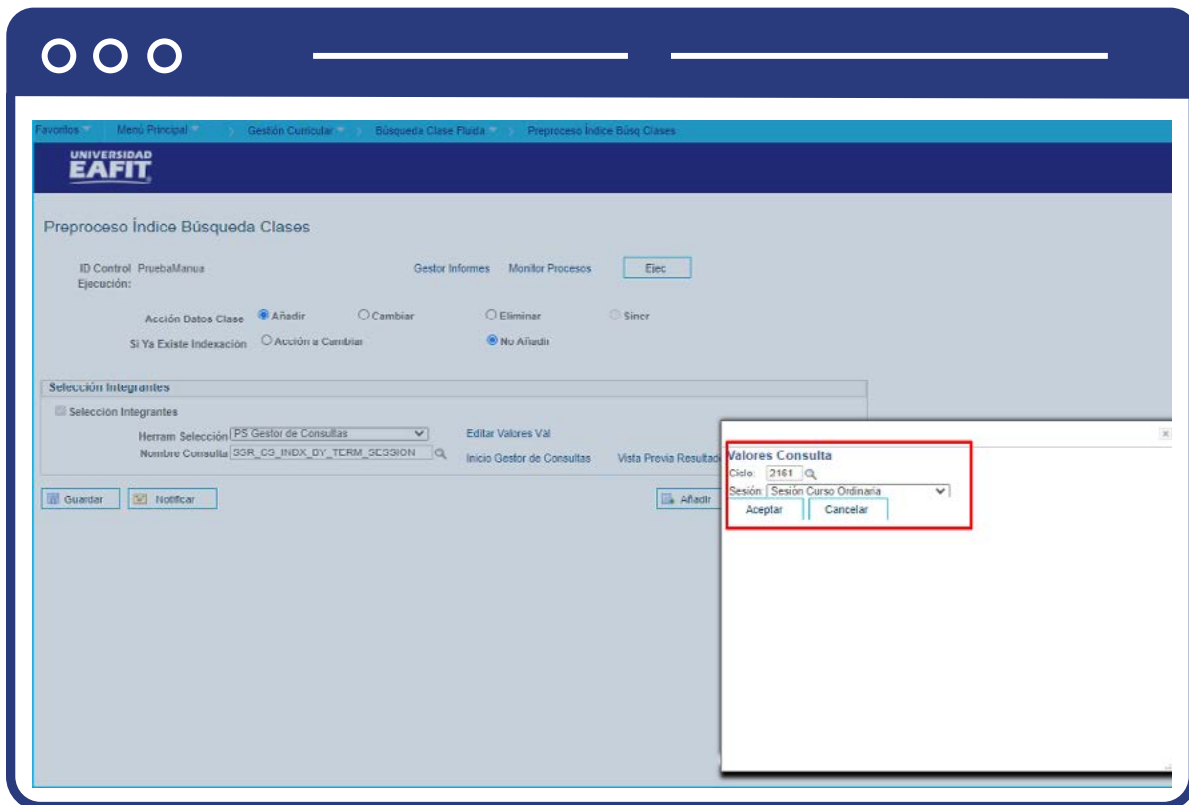 Favoritos Menú Principal > Gestión Curricular > Búsqueda Clase Fluida > Preproceso Índice Búsq Clases
UNIVERSIDAD
EAFIT
Preproceso Índice Búsqueda Clases
ID Control PruebaManua Gestor Informes Monitor Procesos Ejec
Ejecución:
Acción Datos Clase Añadir Cambiar Eliminar Sincr
Si Ya Existe Indexación Acción a Cambiar No Añadir
Selección Integrantes
Selección Integrantes
Herram Selección PS Gestor de Consultas Editar Valores Val
Nombre Consulta SSR_CS_INDX_BY_TERM_SESSION Inicio Gestor de Consultas Vista Previa Resultado
Guardar Notificar Añadir
Valores Consulta
Ciclo: 2161
Sesión: Sesión Curso Ordinaria
Aceptar Cancelar